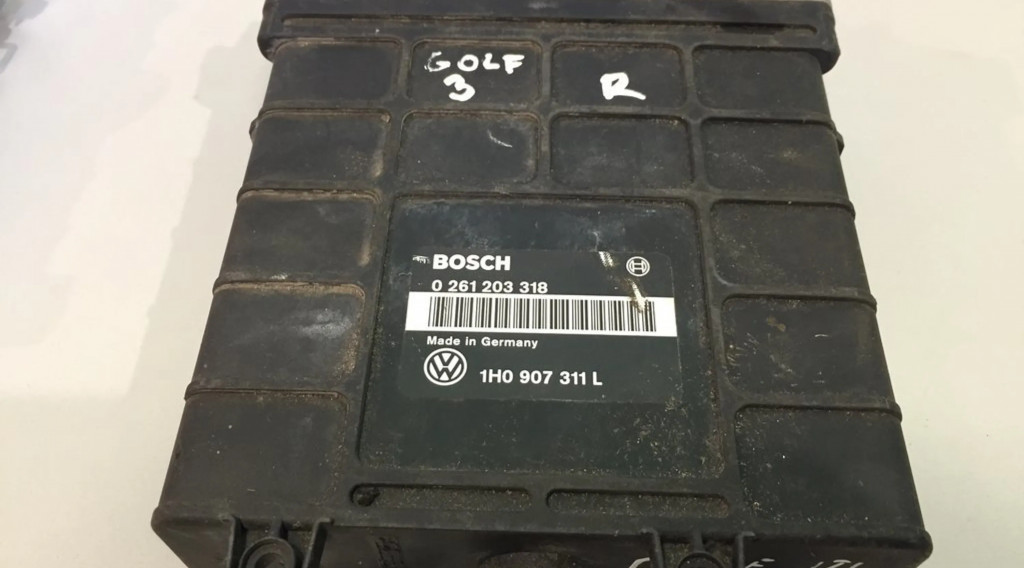 GOLF
3 R
BOSCH
0 261 203 318
Made in Germany
1H0 907 311 L